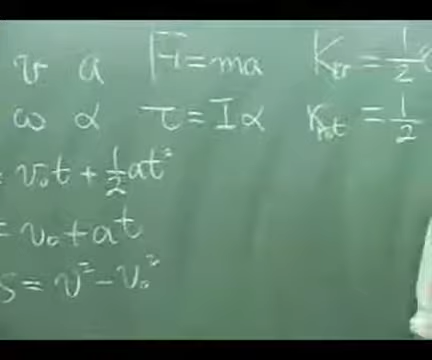 v a F = ma K_tr = 1/2
ω α τ = Iα K_rot = 1/2
= v₀t + 1/2 at²
= v₀ + at
s = v² - v₀²